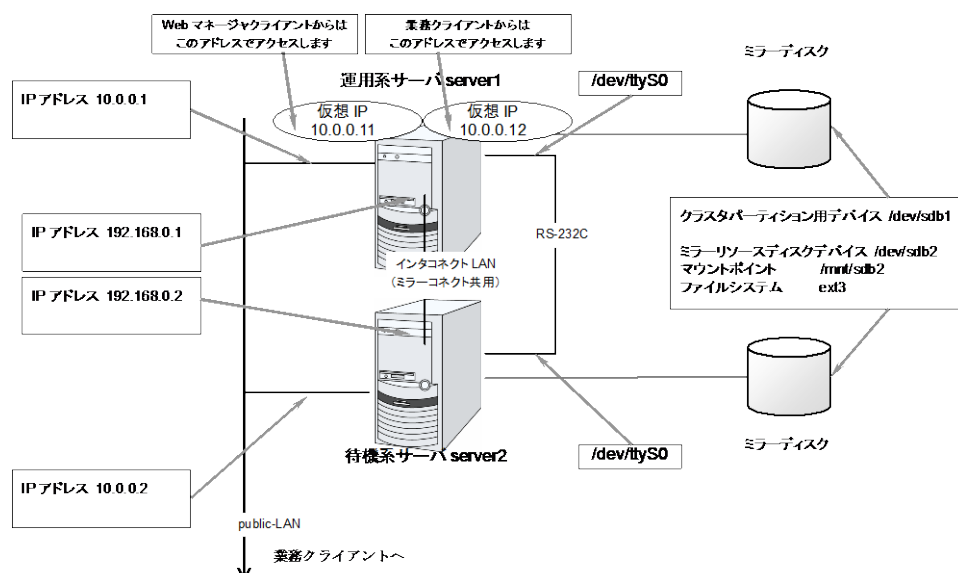 Web マネージャクライアントからは
このアドレスでアクセスします
業務クライアントからは
このアドレスでアクセスします
ミラーディスク
運用系サーバ server1
/dev/ttyS0
IP アドレス 10.0.0.1
仮想 IP
10.0.0.11
仮想 IP
10.0.0.12
クラスタパーティション用デバイス /dev/sdb1
IP アドレス 192.168.0.1
RS-232C
ミラーリソースディスクデバイス /dev/sdb2
マウントポイント /mnt/sdb2
ファイルシステム ext3
インタコネクト LAN
(ミラーコネクト共用)
IP アドレス 192.168.0.2
ミラーディスク
待機系サーバ server2
/dev/ttyS0
IP アドレス 10.0.0.2
public-LAN
業務クライアントへ